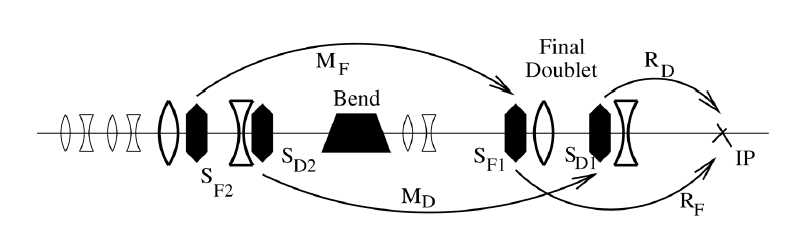 Final
Doublet
M_F
R_D
Bend
S_F2
S_D2
S_F1
S_D1
IP
M_D
R_F